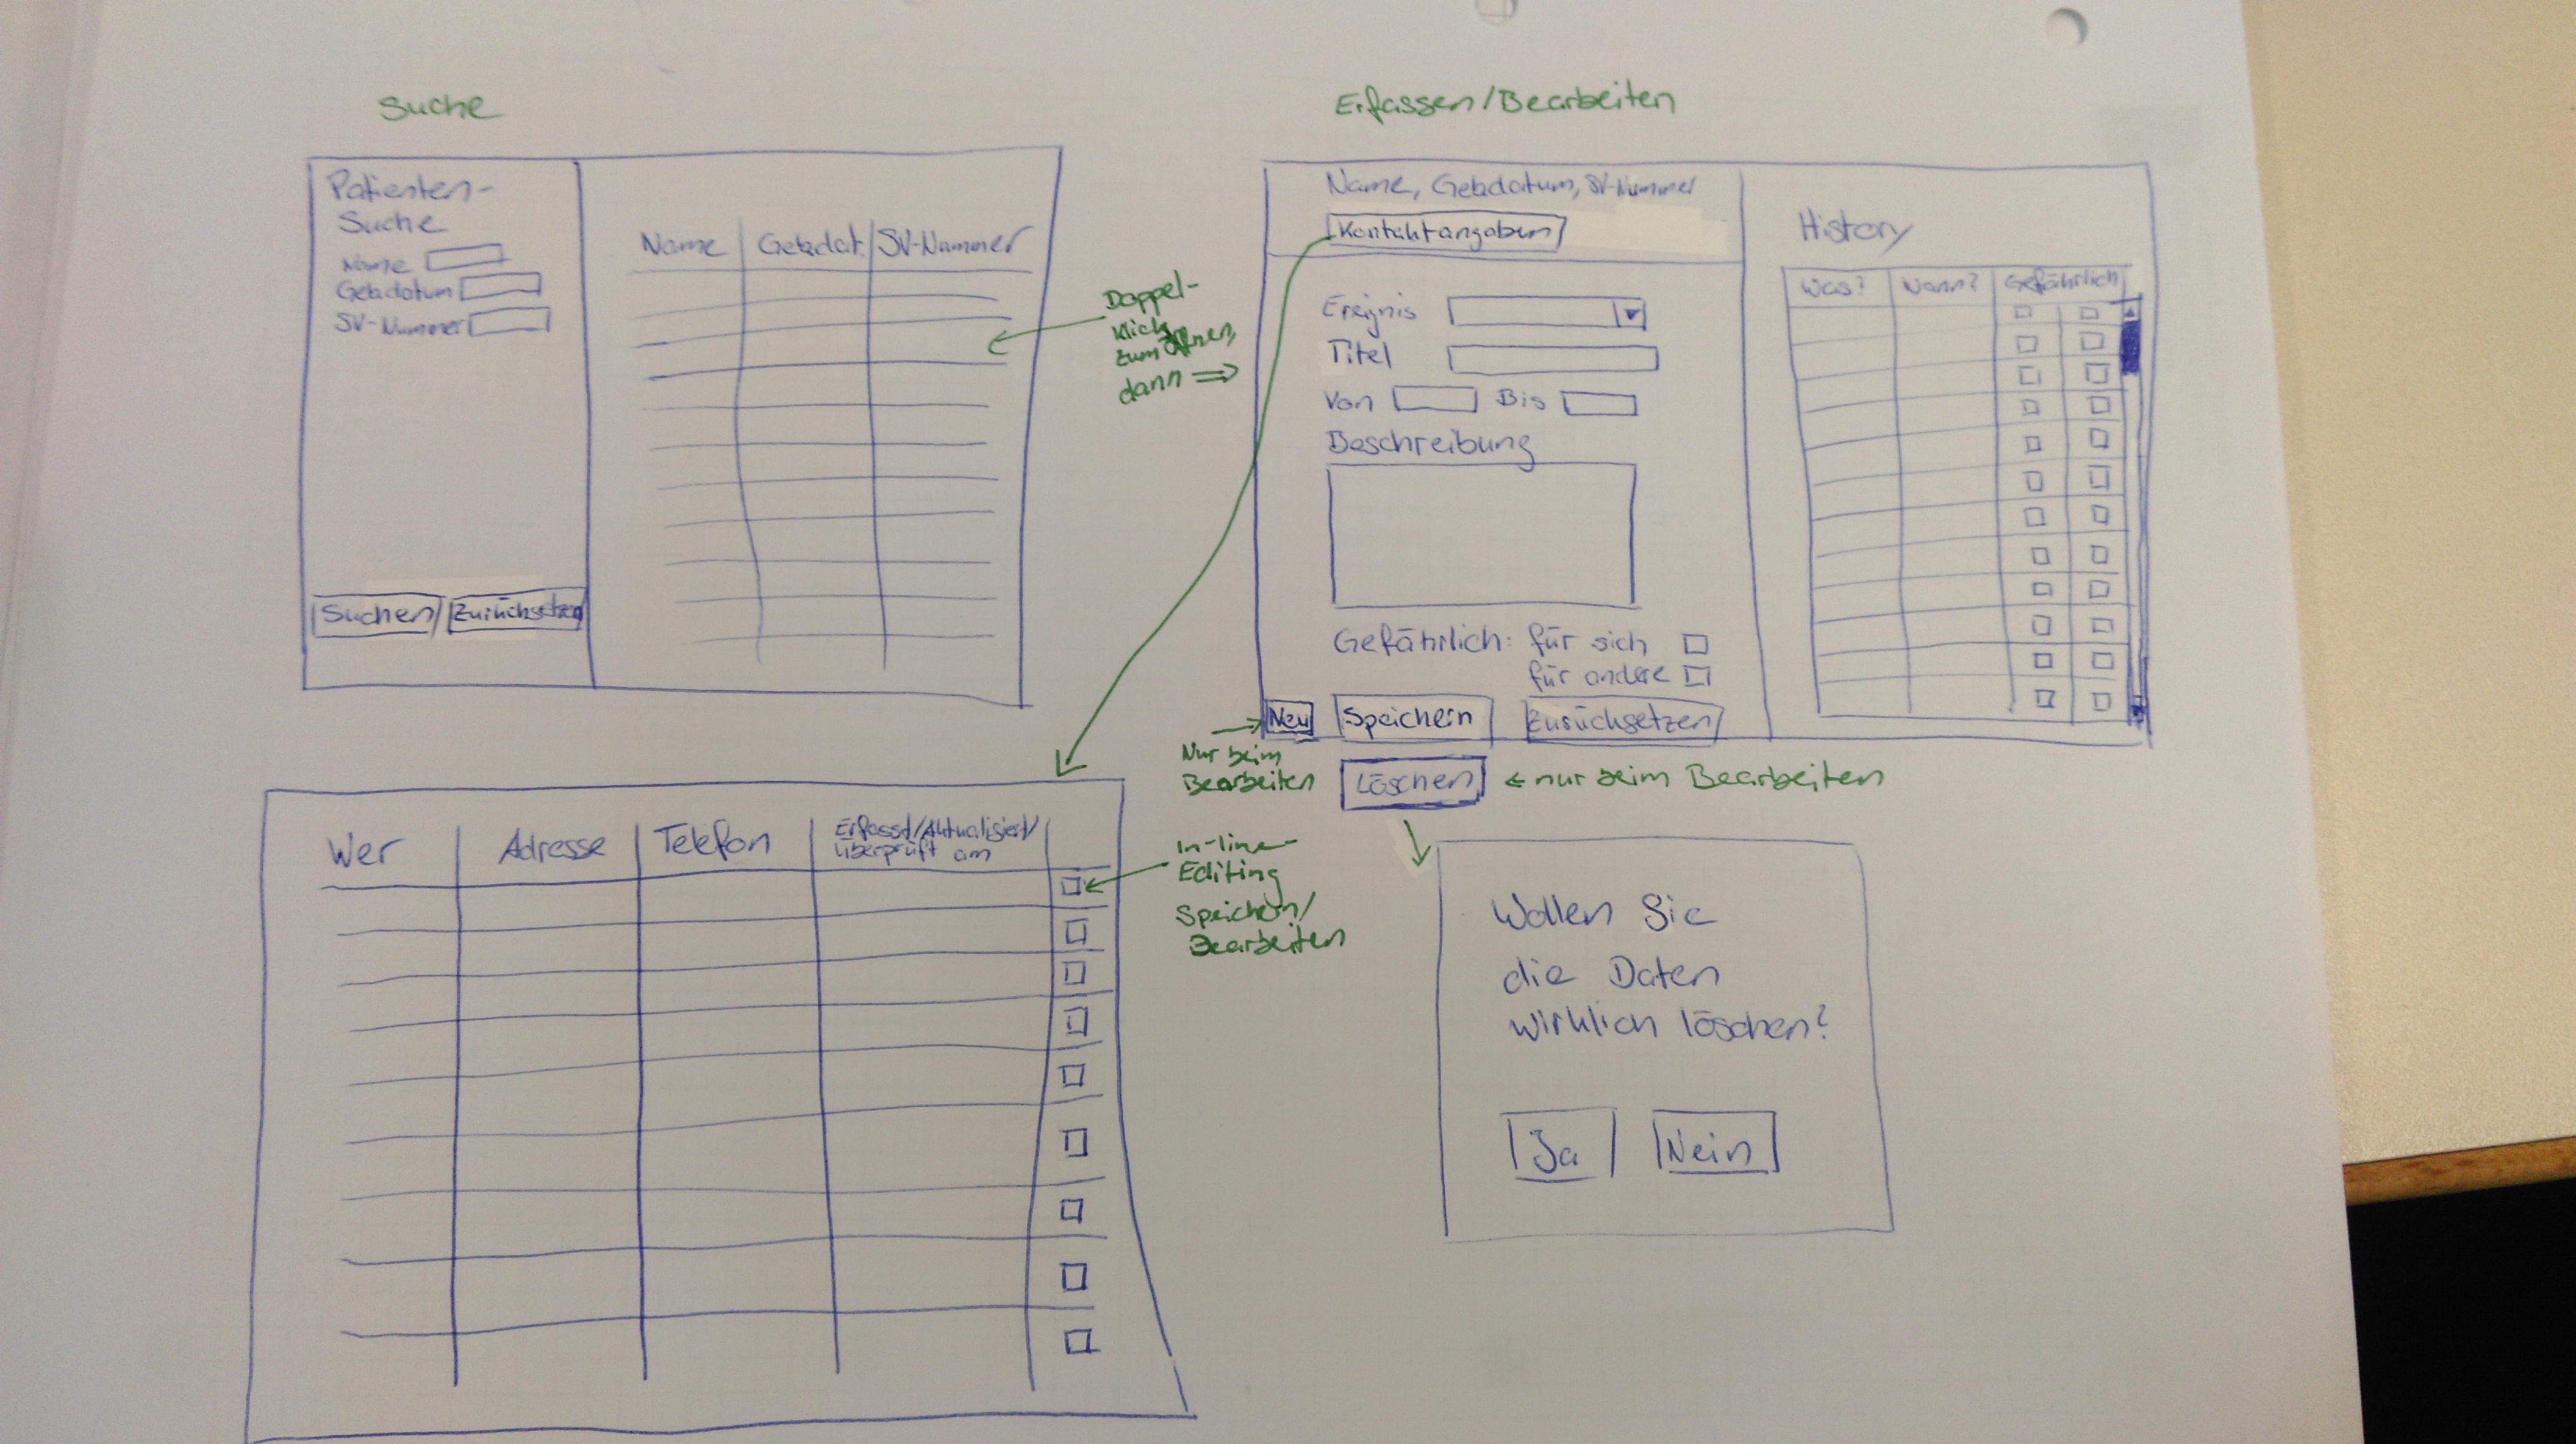 Suche
Patienten-
Suche
Name
Gebdatum
SV-Nummer
Suchen Zurücksetzen
Name Gebdat. SV-Nummer
Doppel-
klick
zum Öffnen,
dann ⇒
Erfassen/Bearbeiten
Name, Gebdatum, SV-Nummer
Kontaktangaben
Ereignis
Titel
Von Bis
Beschreibung
Gefährlich: für sich
für andere
Neu Speichern Zurücksetzen
Nur beim
Bearbeiten
Löschen ← nur beim Bearbeiten
History
Was? Wann? Gefährlich
Wer Adresse Telefon Erfasst/Aktualisiert/
überprüft am
In-line-
Editing
Speichern/
Bearbeiten
Wollen Sie
die Daten
wirklich löschen?
Ja Nein